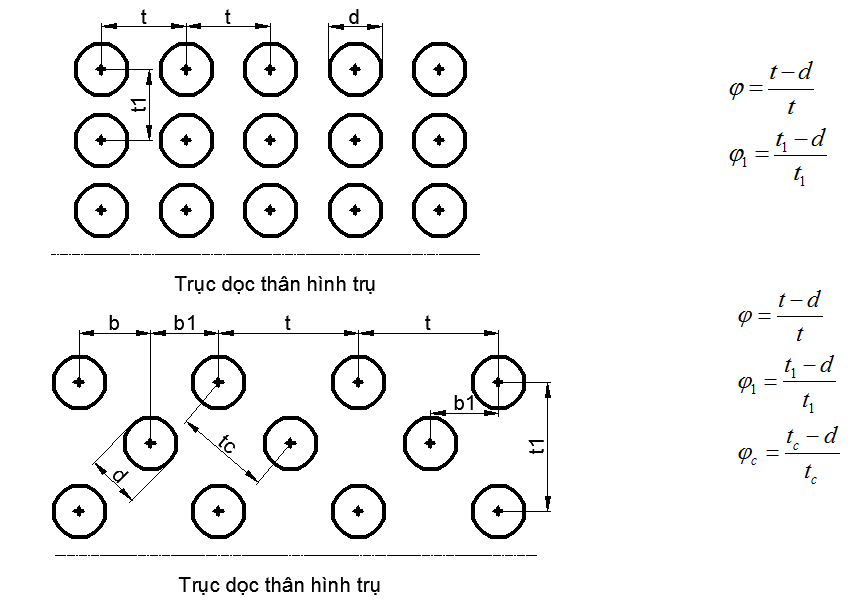 t t d
t1
φ = (t − d)/t
φ₁ = (t₁ − d)/t₁
Trục dọc thân hình trụ
b b1 t t
b1
tc
t1
d
φ = (t − d)/t
φ₁ = (t₁ − d)/t₁
φc = (tc − d)/tc
Trục dọc thân hình trụ